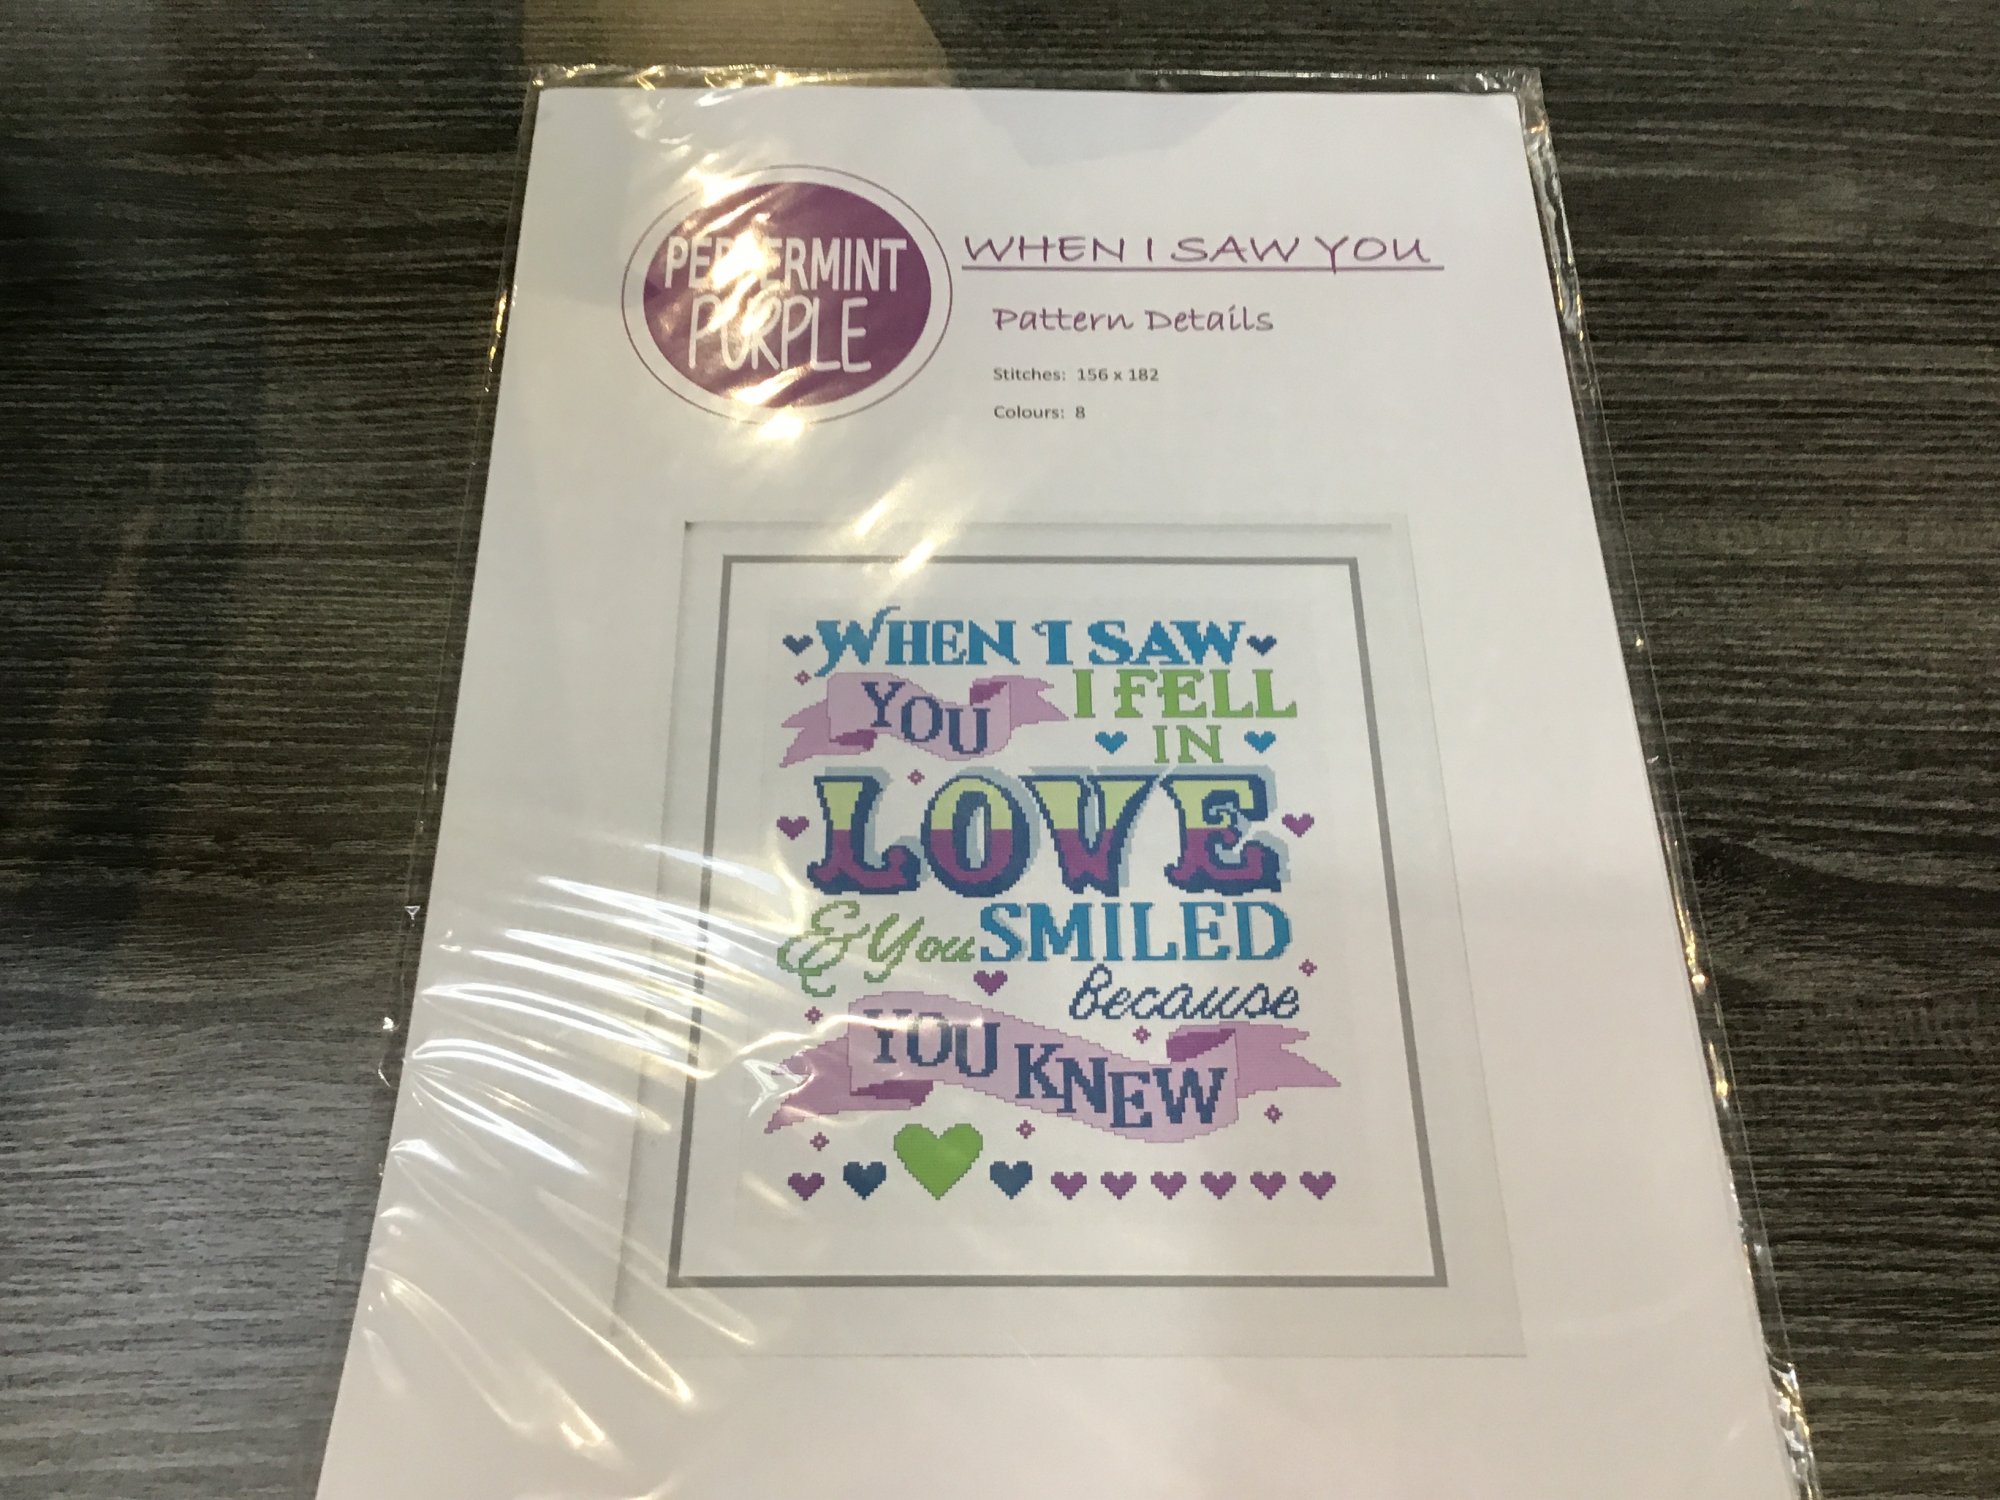 PEPPERMINT
PURPLE
WHEN I SAW YOU
Pattern Details
Stitches: 156 x 182
Colours: 8
WHEN I SAW
YOU
I FELL
IN
LOVE
& You SMILED
because
YOU KNEW